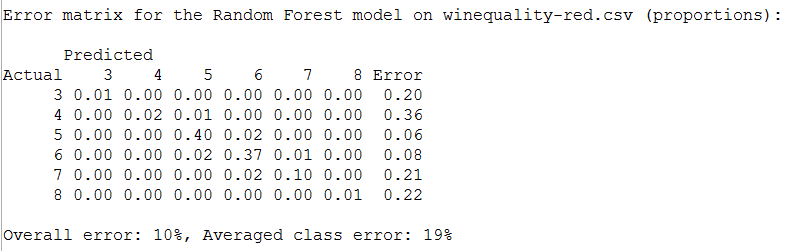 Error matrix for the Random Forest model on winequality-red.csv (proportions):
Predicted
Actual 3 4 5 6 7 8 Error
3 0.01 0.00 0.00 0.00 0.00 0.00 0.20
4 0.00 0.02 0.01 0.00 0.00 0.00 0.36
5 0.00 0.00 0.40 0.02 0.00 0.00 0.06
6 0.00 0.00 0.02 0.37 0.01 0.00 0.08
7 0.00 0.00 0.00 0.02 0.10 0.00 0.21
8 0.00 0.00 0.00 0.00 0.00 0.01 0.22
Overall error: 10%, Averaged class error: 19%